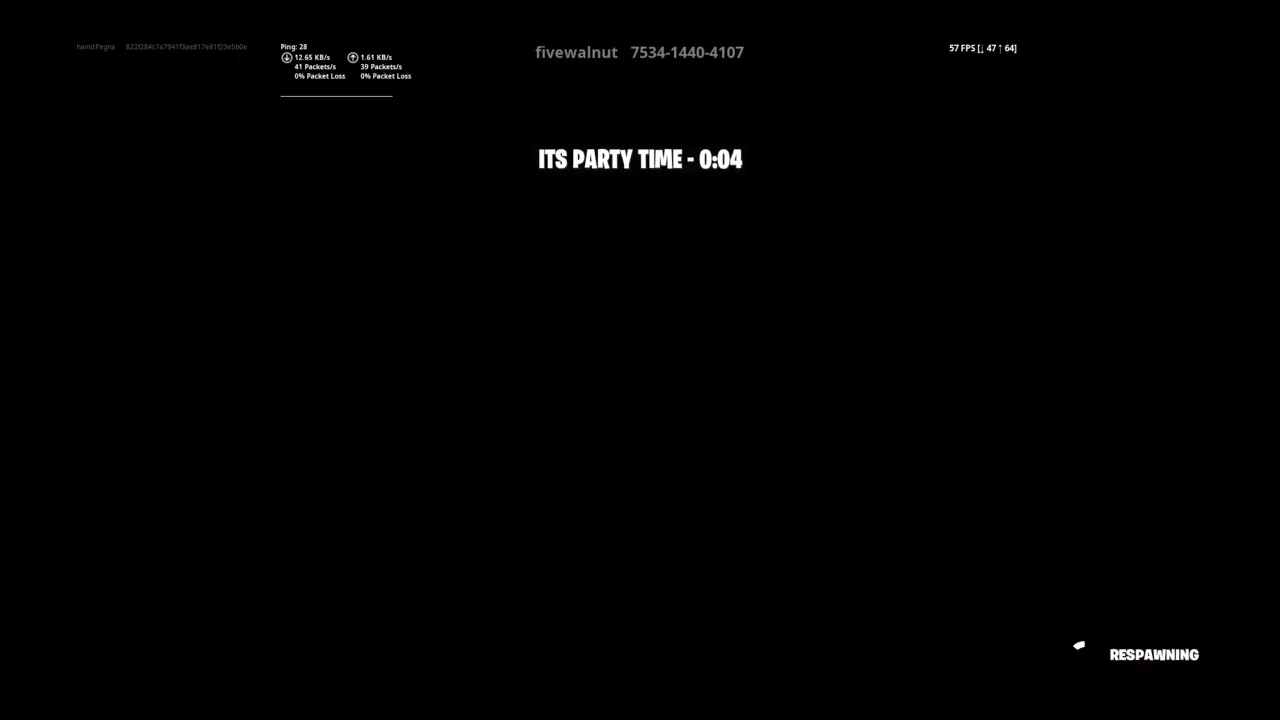 hamitPegna 822f284c7a7941f3ae817e81f23e5b0e
Ping: 28
12.65 KB/s 1.61 KB/s
41 Packets/s 39 Packets/s
0% Packet Loss 0% Packet Loss
fivewalnut 7534-1440-4107
57 FPS [↓ 47 ↑ 64]
ITS PARTY TIME - 0:04
RESPAWNING